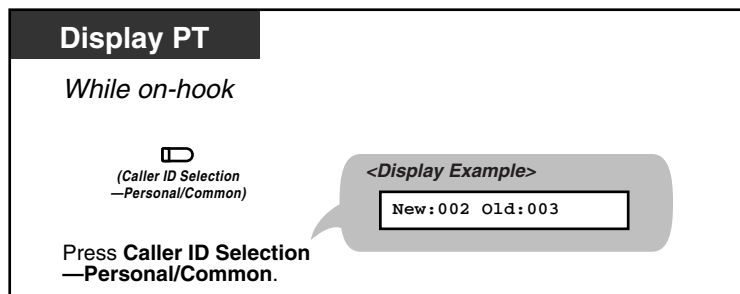 Display PT
While on-hook
(Caller ID Selection
—Personal/Common)
<Display Example>
New:002 Old:003
Press Caller ID Selection
—Personal/Common.